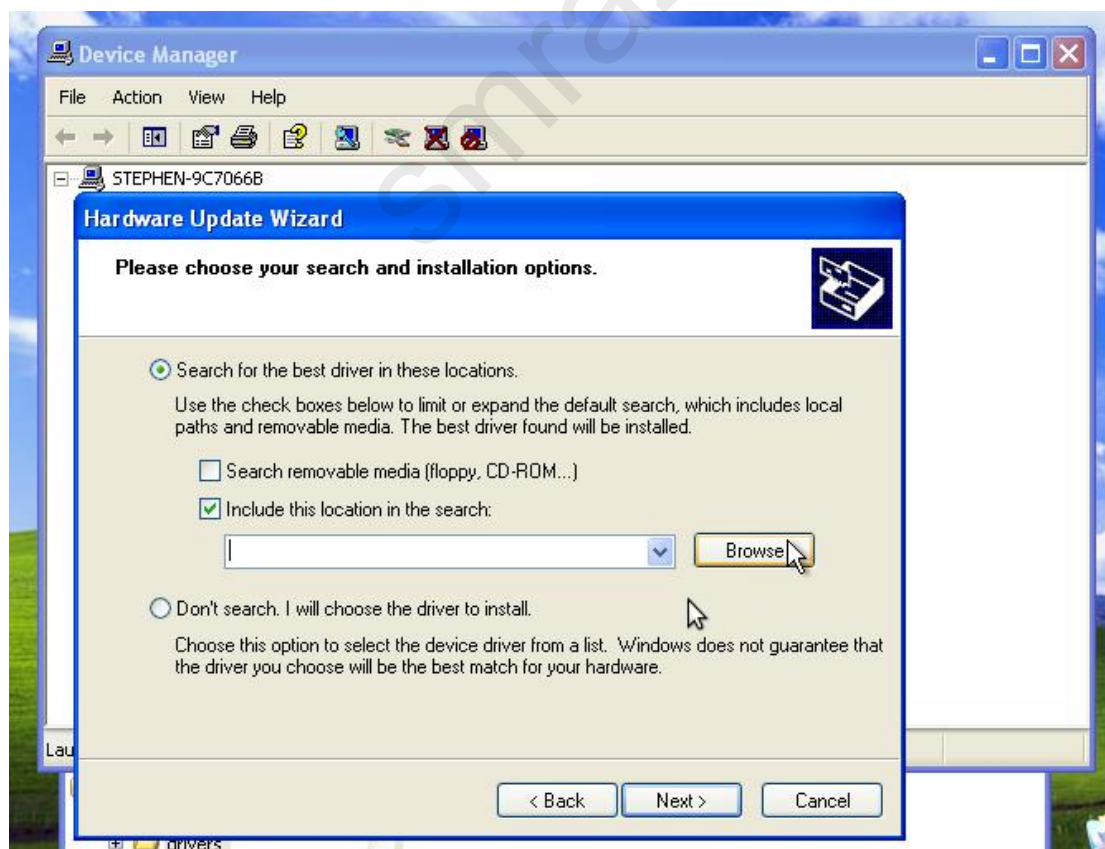 Device Manager
File Action View Help
STEPHEN-9C7066B
Hardware Update Wizard
Please choose your search and installation options.
Search for the best driver in these locations.
Use the check boxes below to limit or expand the default search, which includes local
paths and removable media. The best driver found will be installed.
Search removable media (floppy, CD-ROM...)
Include this location in the search:
Browse
Don't search. I will choose the driver to install.
Choose this option to select the device driver from a list. Windows does not guarantee that
the driver you choose will be the best match for your hardware.
Lau
< Back Next > Cancel
drivers
smra